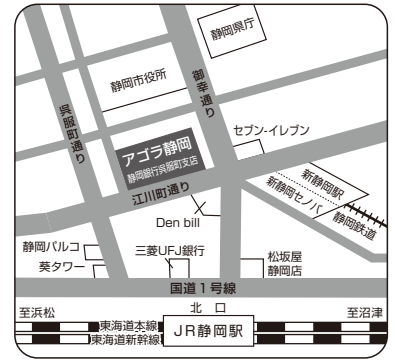 静岡県庁
静岡市役所
御幸通り
呉服町通り
セブン-イレブン
アゴラ静岡
静岡銀行呉服町支店
江川町通り
新静岡駅
新静岡セノバ
静岡鉄道
Den bill
静岡パルコ
葵タワー
三菱UFJ銀行
松坂屋
静岡店
国道1号線
北口
至浜松
至沼津
東海道本線
東海道新幹線
JR静岡駅